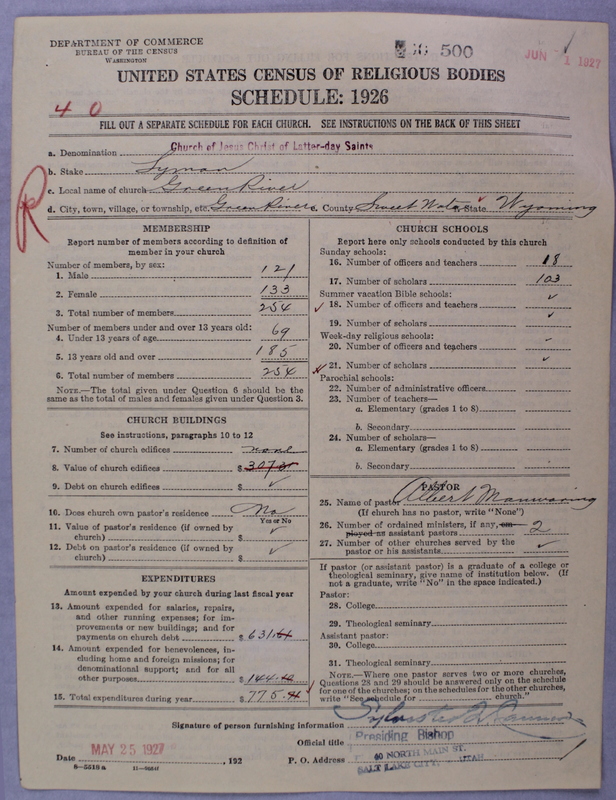 DEPARTMENT OF COMMERCE
BUREAU OF THE CENSUS
WASHINGTON
500
JUN 1 1927
UNITED STATES CENSUS OF RELIGIOUS BODIES
SCHEDULE: 1926
4 0
FILL OUT A SEPARATE SCHEDULE FOR EACH CHURCH. SEE INSTRUCTIONS ON THE BACK OF THIS SHEET
a. Denomination Church of Jesus Christ of Latter-day Saints
b. Stake Lyman
c. Local name of church Green River
d. City, town, village, or township, etc. Green River e. County Sweet Water State Wyoming
R
MEMBERSHIP
Report number of members according to definition of
member in your church
Number of members, by sex:
1. Male 121
2. Female 133
3. Total number of members 254
Number of members under and over 13 years old:
4. Under 13 years of age 69
5. 13 years old and over 185
6. Total number of members 254
NOTE.—The total given under Question 6 should be
same as the total of males and females given under Question 3.
CHURCH BUILDINGS
See instructions, paragraphs 10 to 12
7. Number of church edifices none
8. Value of church edifices $
9. Debt on church edifices $ ✓
10. Does church own pastor's residence? No
Yes or No
11. Value of pastor's residence (if owned by
church) $ ✓
12. Debt on pastor's residence (if owned by
church) $ ✓
EXPENDITURES
Amount expended by your church during last fiscal year
13. Amount expended for salaries, repairs,
and other running expenses; for im-
provements or new buildings; and for
payments on church debt $ 631.
14. Amount expended for benevolences, in-
cluding home and foreign missions; for
denominational support; and for all
other purposes $ 144.
15. Total expenditures during year $ 775.
CHURCH SCHOOLS
Report here only schools conducted by this church
Sunday schools:
16. Number of officers and teachers 18
17. Number of scholars 103
Summer vacation Bible schools:
18. Number of officers and teachers ✓
19. Number of scholars ✓
Week-day religious schools:
20. Number of officers and teachers ✓
21. Number of scholars ✓
Parochial schools:
22. Number of administrative officers
23. Number of teachers—
a. Elementary (grades 1 to 8)
b. Secondary
24. Number of scholars—
a. Elementary (grades 1 to 8)
b. Secondary
PASTOR
25. Name of pastor Albert Manwaring
(If church has no pastor, write "None")
26. Number of ordained ministers, if any, em-
ployed as assistant pastors 2
27. Number of other churches served by the
pastor or his assistants ✓
If pastor (or assistant pastor) is a graduate of a college or
theological seminary, give name of institution below. (If
not a graduate, write "No" in the space indicated.)
Pastor:
28. College
29. Theological seminary
Assistant pastor:
30. College
31. Theological seminary
NOTE.—Where one pastor serves two or more churches,
Questions 28 and 29 should be answered only on the schedule
for one of the churches; on the schedules for the other churches,
write "See schedule for church."
Signature of person furnishing information Sylvester Q. Cannon
Official title Presiding Bishop
Date MAY 25 1927, 192 P. O. Address 40 NORTH MAIN ST.
SALT LAKE CITY, UTAH
8-5518a